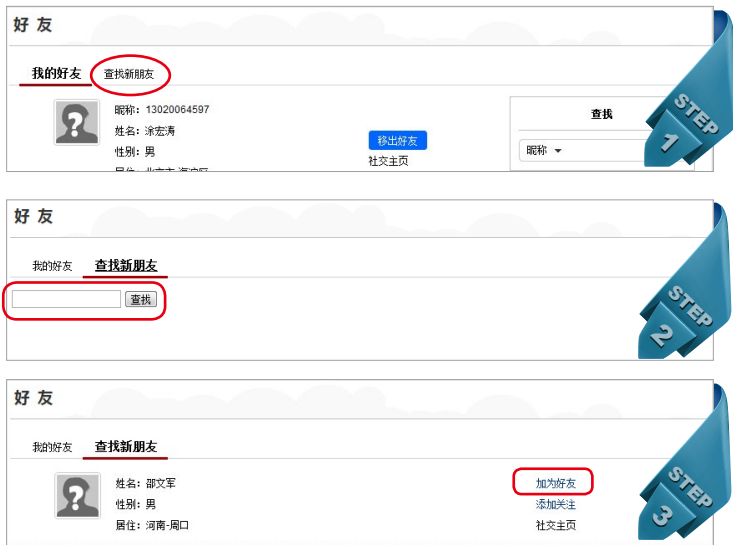 好 友
我的好友 查找新朋友
昵称: 13020064597
姓名: 涂宏涛
性别: 男
移出好友
社交主页
查找
昵称
STEP
1
好 友
我的好友 查找新朋友
查找
STEP
2
好 友
我的好友 查找新朋友
姓名: 邵文军
性别: 男
居住: 河南-周口
加为好友
添加关注
社交主页
STEP
3